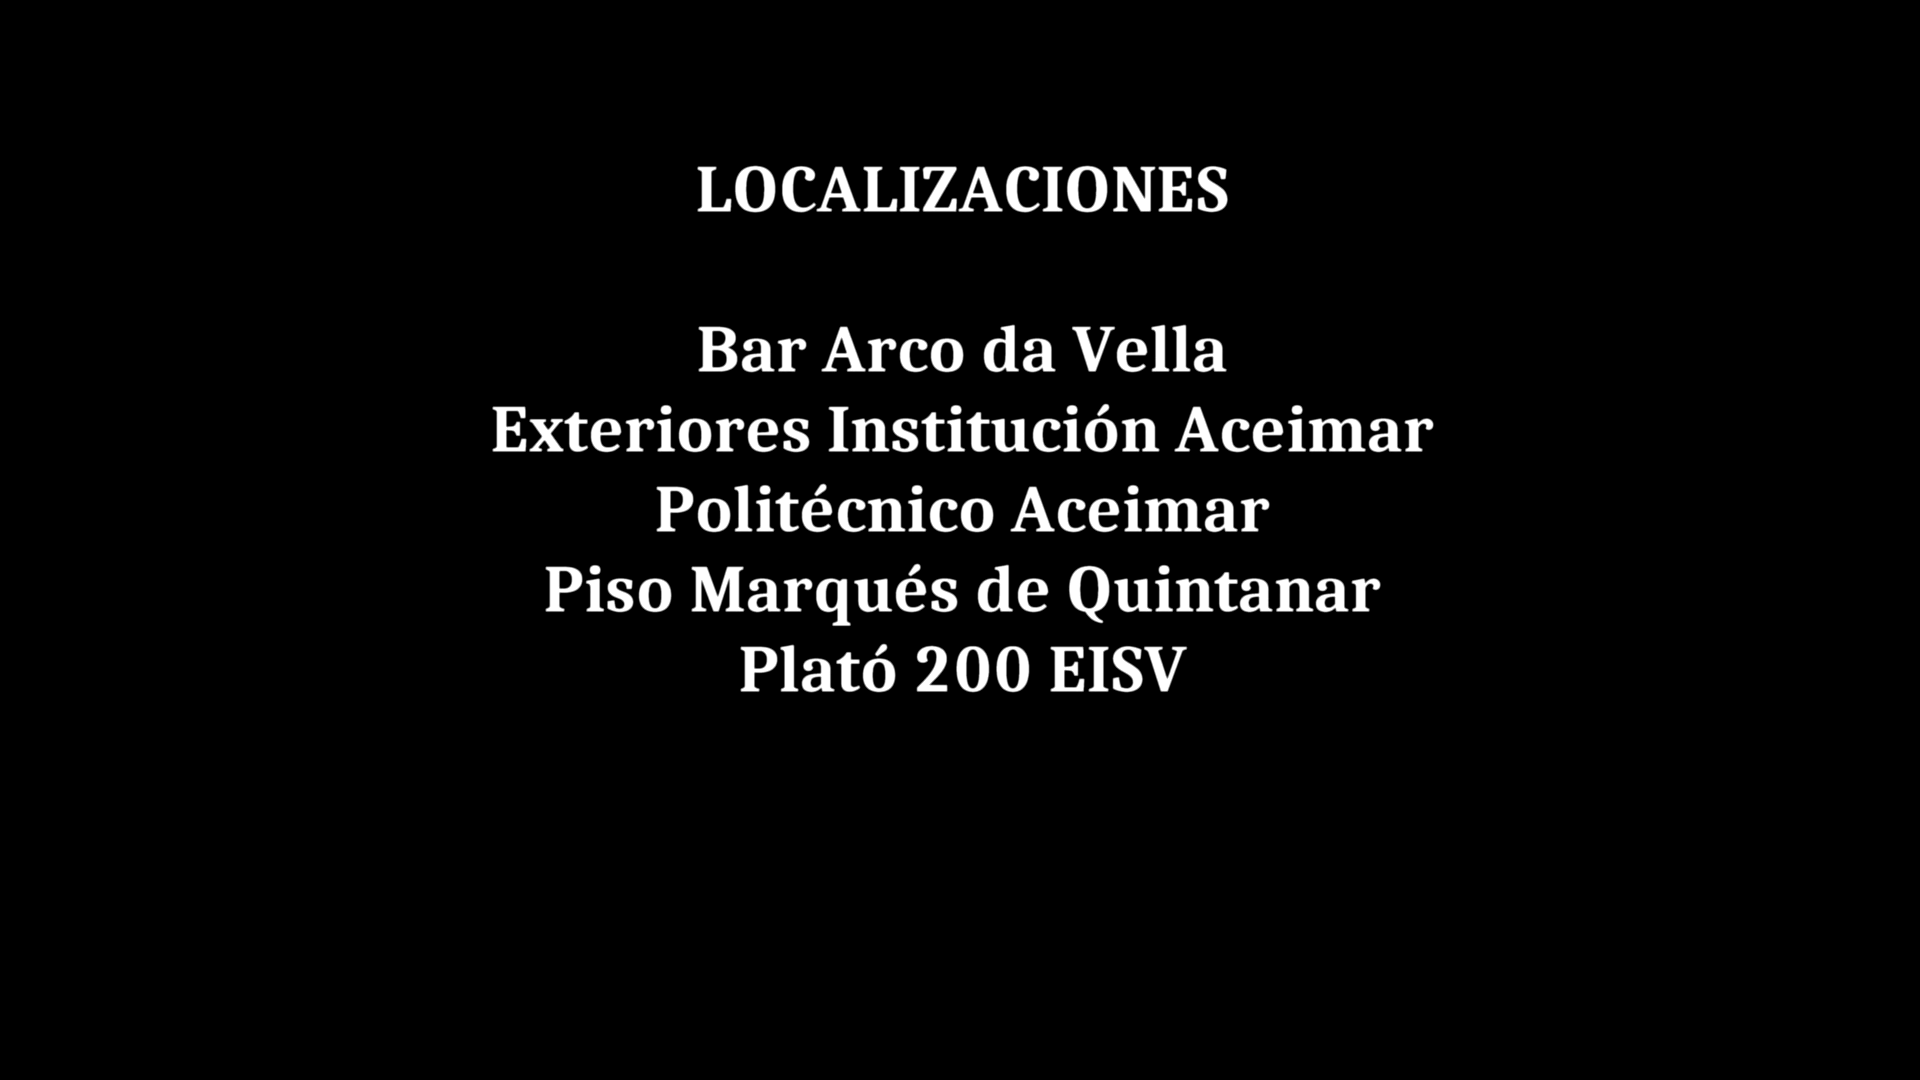 LOCALIZACIONES
Bar Arco da Vella
Exteriores Institución Aceimar
Politécnico Aceimar
Piso Marqués de Quintanar
Plató 200 EISV